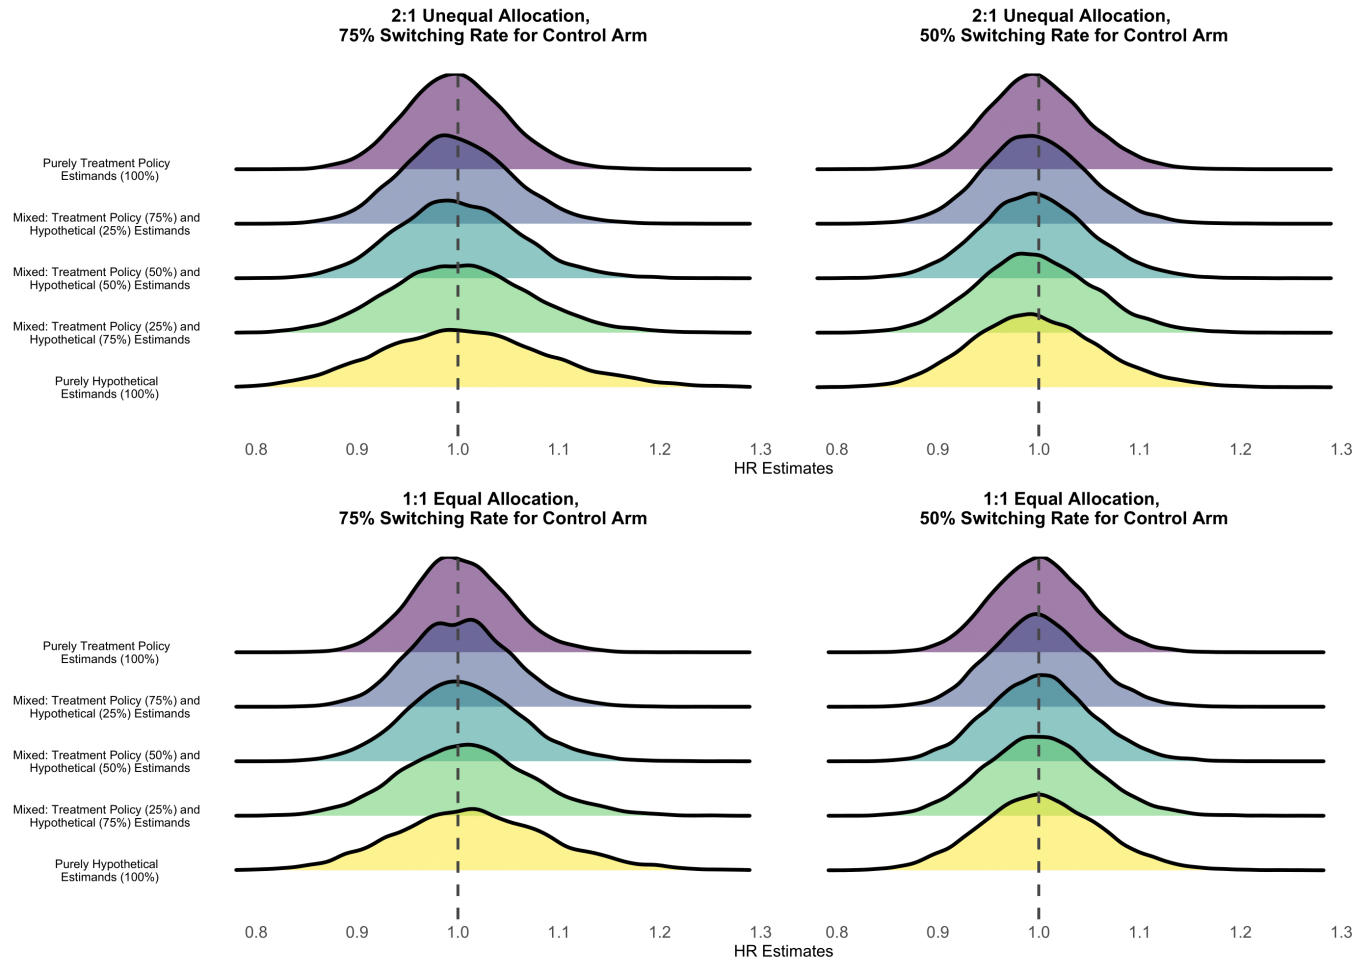 2:1 Unequal Allocation,
75% Switching Rate for Control Arm
2:1 Unequal Allocation,
50% Switching Rate for Control Arm
Purely Treatment Policy
Estimands (100%)
Mixed: Treatment Policy (75%) and
Hypothetical (25%) Estimands
Mixed: Treatment Policy (50%) and
Hypothetical (50%) Estimands
Mixed: Treatment Policy (25%) and
Hypothetical (75%) Estimands
Purely Hypothetical
Estimands (100%)
0.8 0.9 1.0 1.1 1.2 1.3
0.8 0.9 1.0 1.1 1.2 1.3
HR Estimates
1:1 Equal Allocation,
75% Switching Rate for Control Arm
1:1 Equal Allocation,
50% Switching Rate for Control Arm
Purely Treatment Policy
Estimands (100%)
Mixed: Treatment Policy (75%) and
Hypothetical (25%) Estimands
Mixed: Treatment Policy (50%) and
Hypothetical (50%) Estimands
Mixed: Treatment Policy (25%) and
Hypothetical (75%) Estimands
Purely Hypothetical
Estimands (100%)
0.8 0.9 1.0 1.1 1.2 1.3
0.8 0.9 1.0 1.1 1.2 1.3
HR Estimates